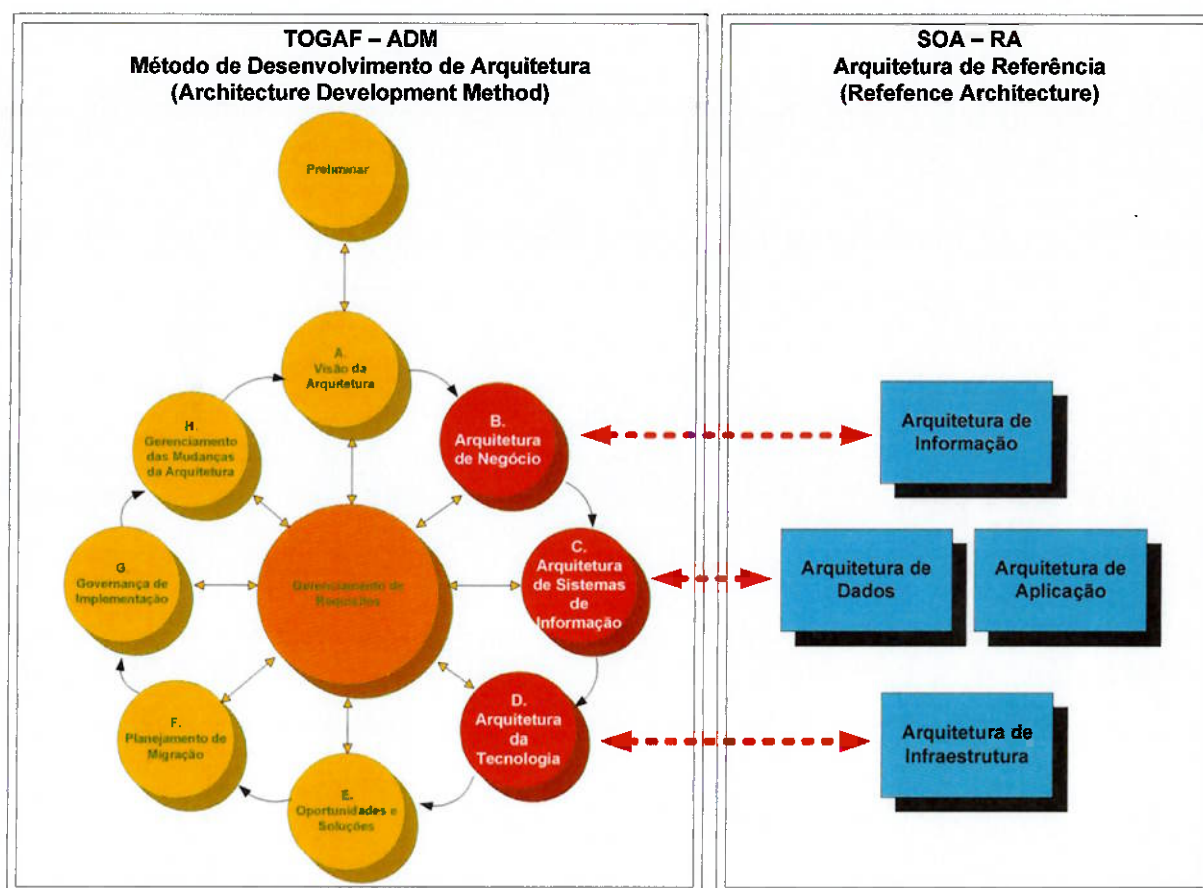 TOGAF – ADM
Método de Desenvolvimento de Arquitetura
(Architecture Development Method)
Preliminar
A.
Visão da
Arquitetura
B.
Arquitetura
de Negócio
C.
Arquitetura
de Sistemas
de
Informação
D.
Arquitetura
da
Tecnologia
E.
Oportunidades e
Soluções
F.
Planejamento de
Migração
G.
Governança de
Implementação
H.
Gerenciamento
das Mudanças
da Arquitetura
Gerenciamento de
Requisitos
SOA – RA
Arquitetura de Referência
(Refefence Architecture)
Arquitetura de
Informação
Arquitetura de
Dados
Arquitetura de
Aplicação
Arquitetura de
Infraestrutura